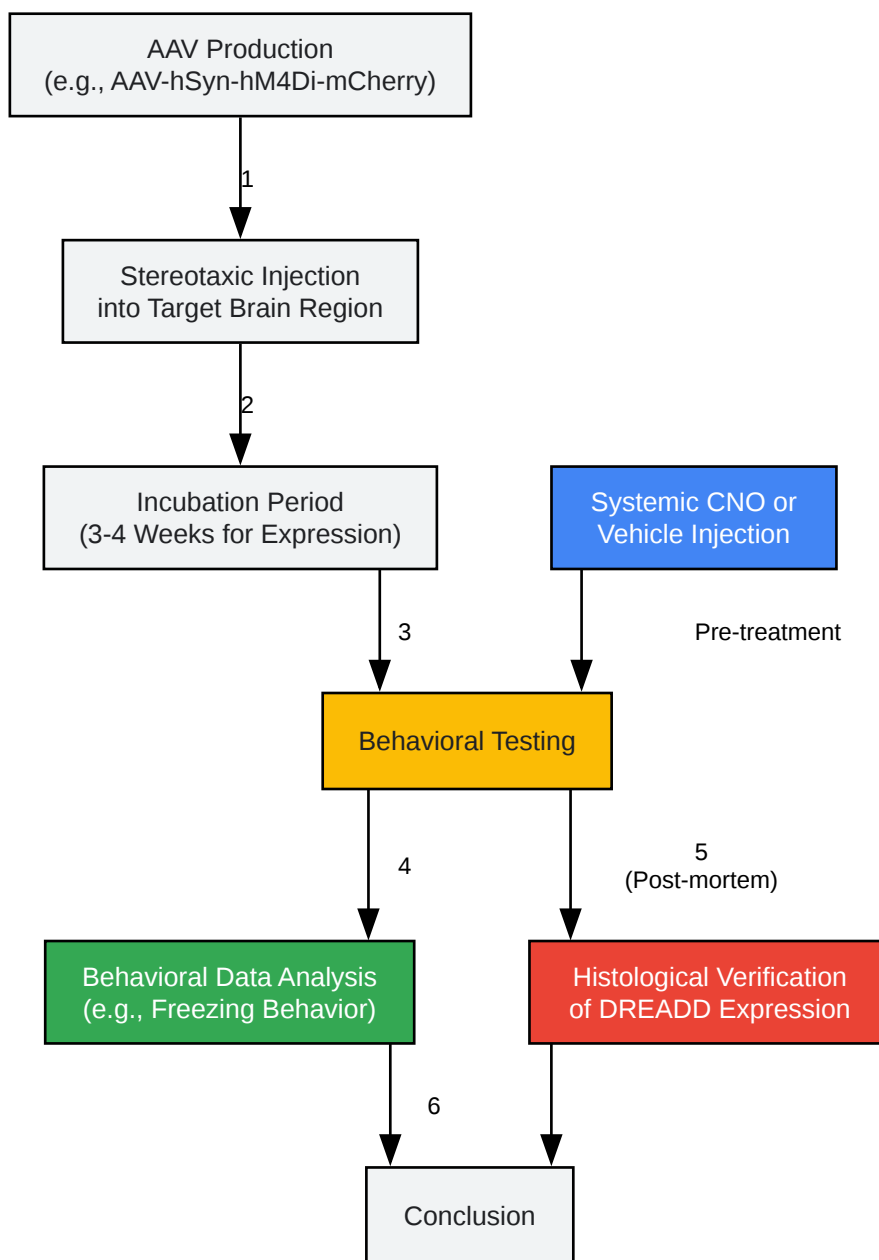 AAV Production
(e.g., AAV-hSyn-hM4Di-mCherry)
1
Stereotaxic Injection
into Target Brain Region
2
Incubation Period
(3-4 Weeks for Expression)
Systemic CNO or
Vehicle Injection
3
Pre-treatment
Behavioral Testing
4
5
(Post-mortem)
Behavioral Data Analysis
(e.g., Freezing Behavior)
Histological Verification
of DREADD Expression
6
Conclusion